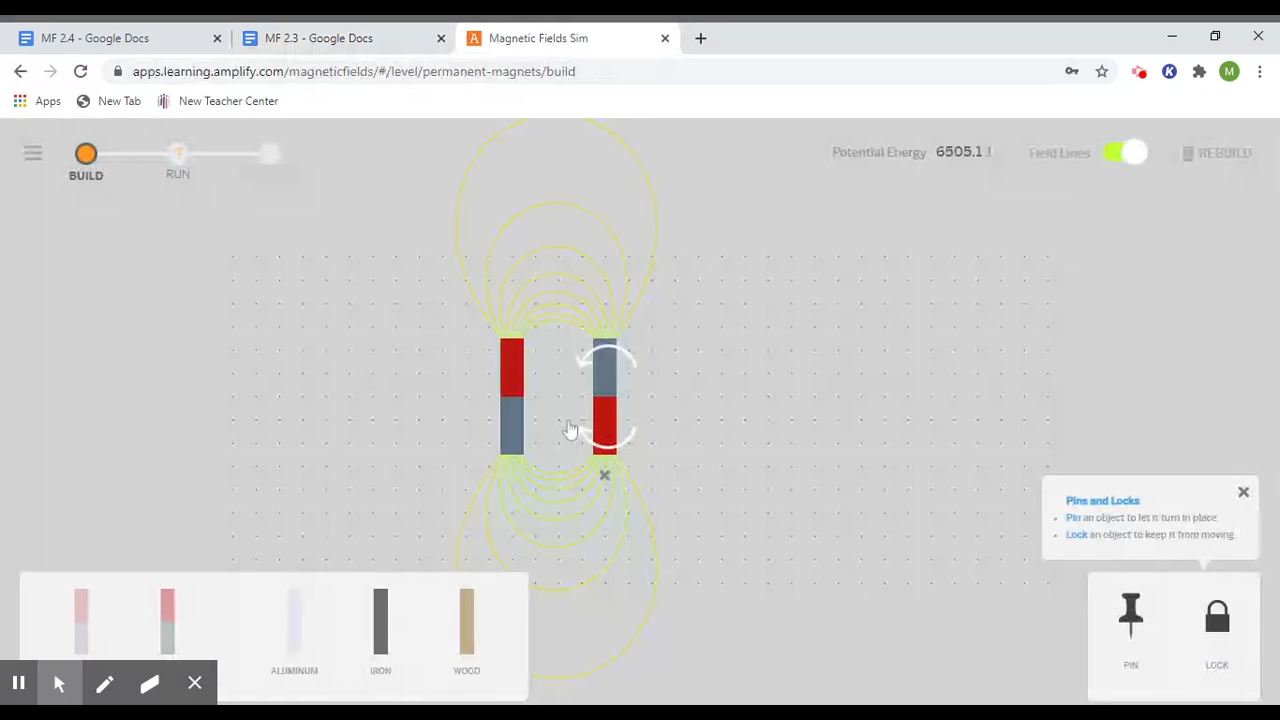 MF 2.4 - Google Docs
MF 2.3 - Google Docs
Magnetic Fields Sim
apps.learning.amplify.com/magneticfields/#/level/permanent-magnets/build
K
M
Apps
New Tab
New Teacher Center
BUILD
RUN
Potential Energy 6505.1 J
Field Lines
REBUILD
Pins and Locks
Pin an object to let it turn in place.
Lock an object to keep it from moving.
ALUMINUM
IRON
WOOD
PIN
LOCK